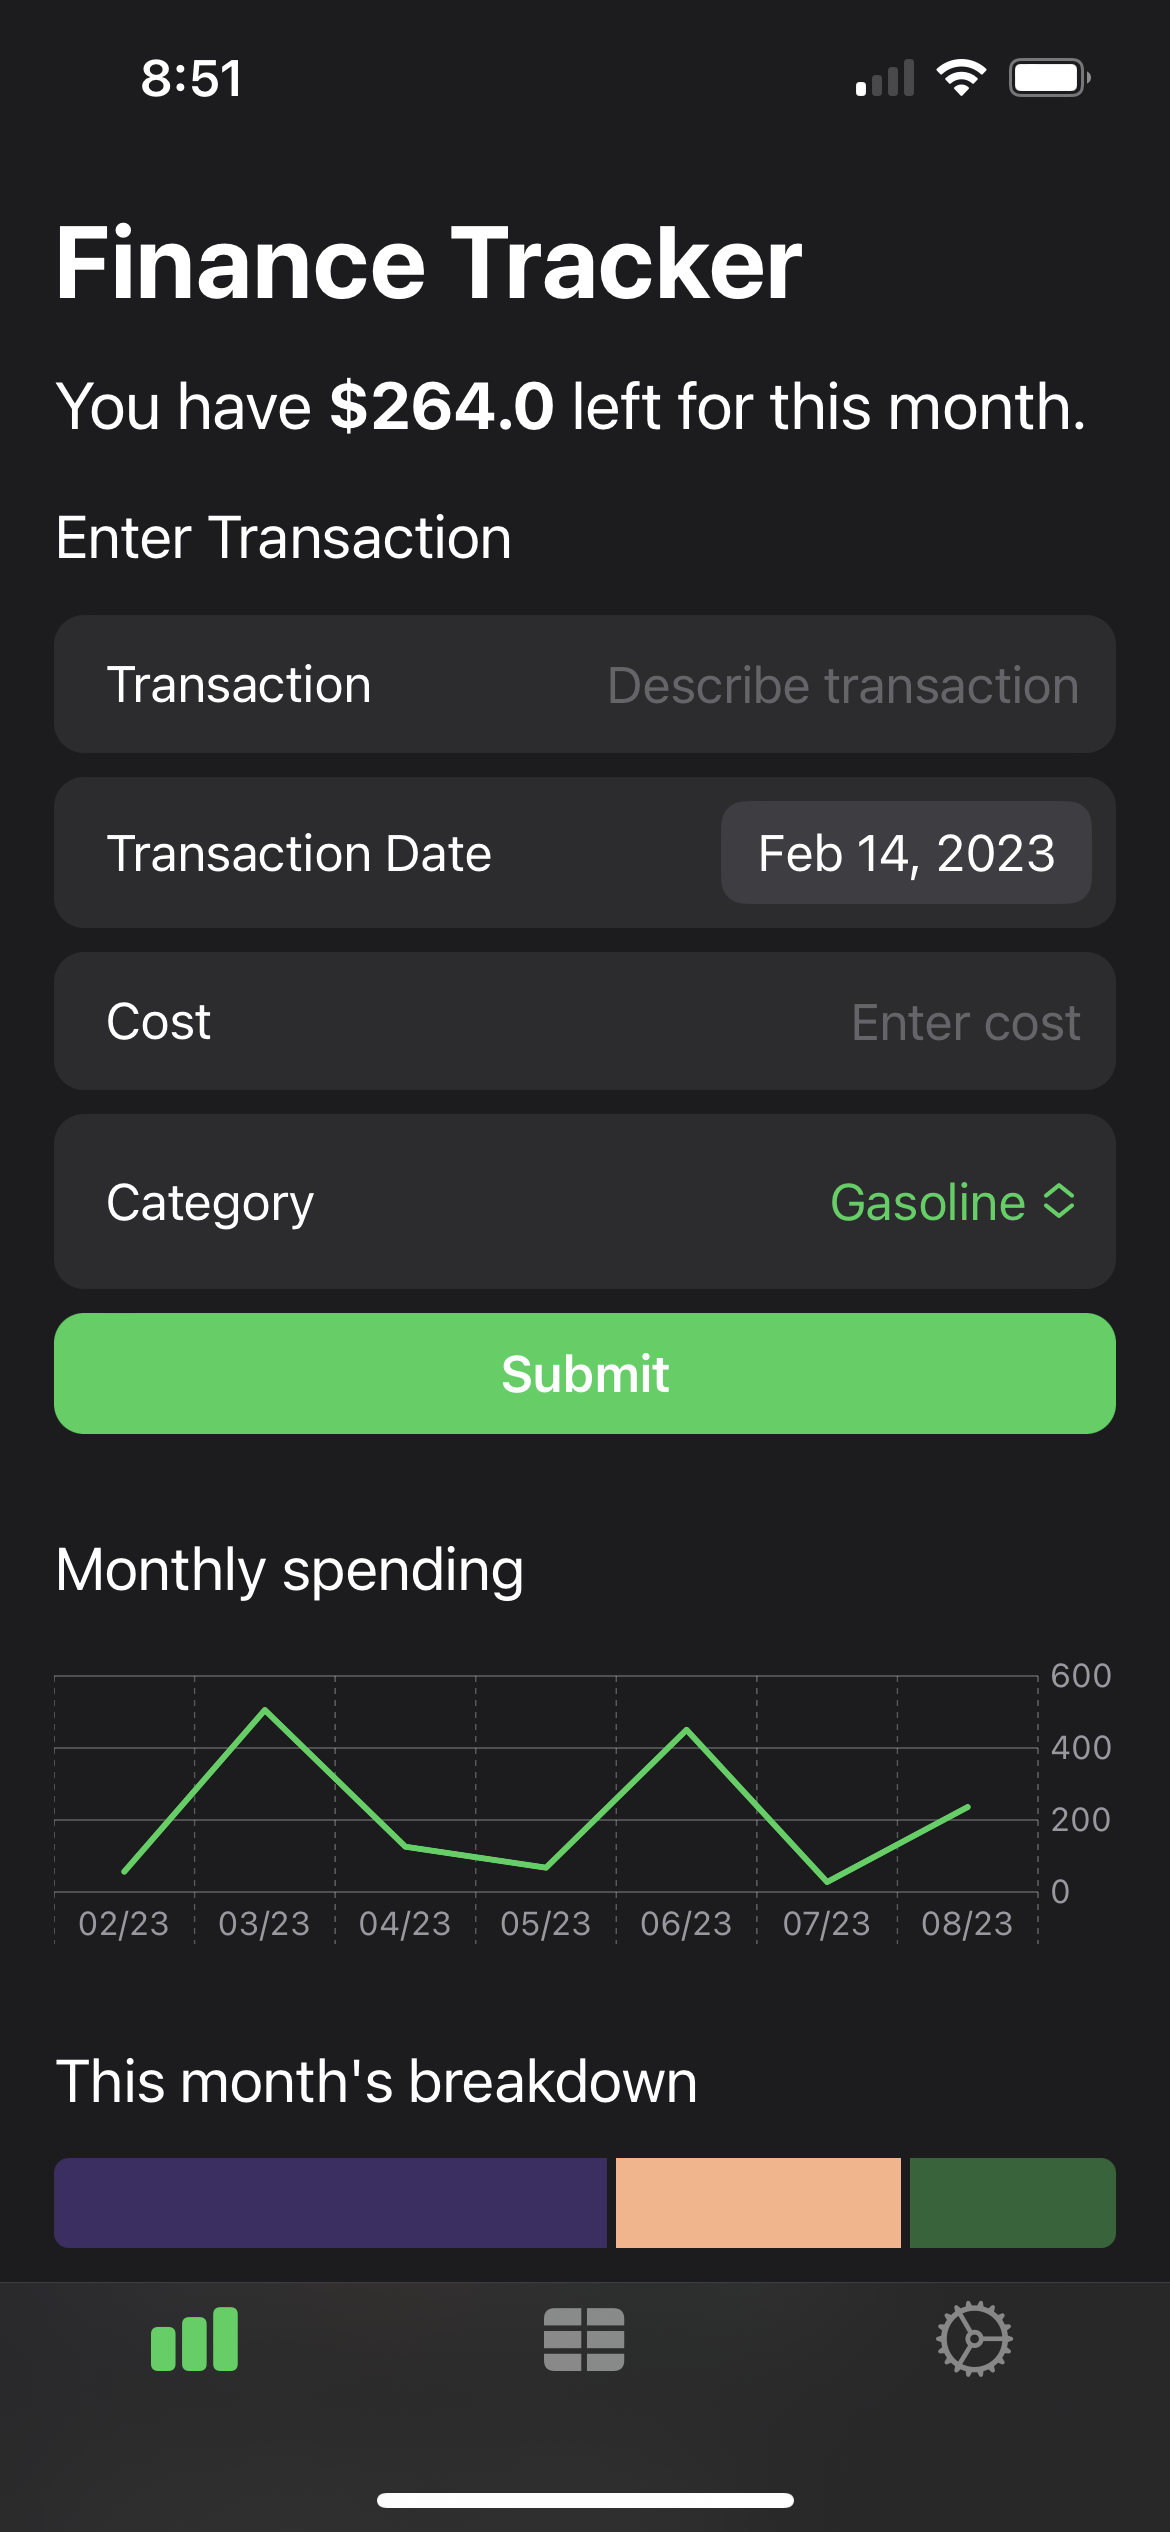 8:51
Finance Tracker
You have $264.0 left for this month.
Enter Transaction
Transaction Describe transaction
Transaction Date Feb 14, 2023
Cost Enter cost
Category Gasoline
Submit
Monthly spending
600
400
200
0
02/23 03/23 04/23 05/23 06/23 07/23 08/23
This month's breakdown